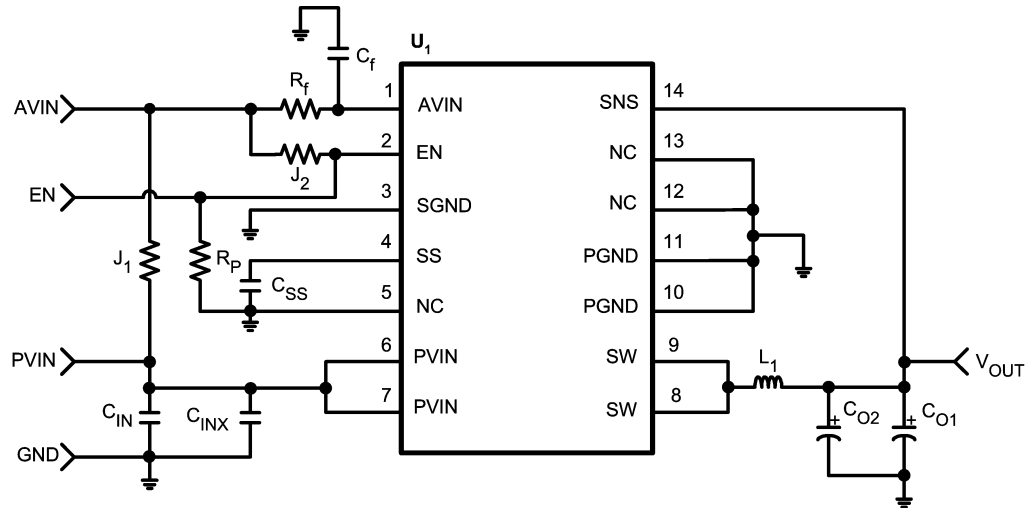 U1
Cf
Rf
AVIN
1
AVIN
SNS
14
J2
2
EN
NC
13
EN
3
SGND
NC
12
J1
RP
4
SS
PGND
11
CSS
5
NC
PGND
10
PVIN
6
PVIN
SW
9
L1
VOUT
CIN
CINX
7
PVIN
SW
8
+
CO2
+
CO1
GND